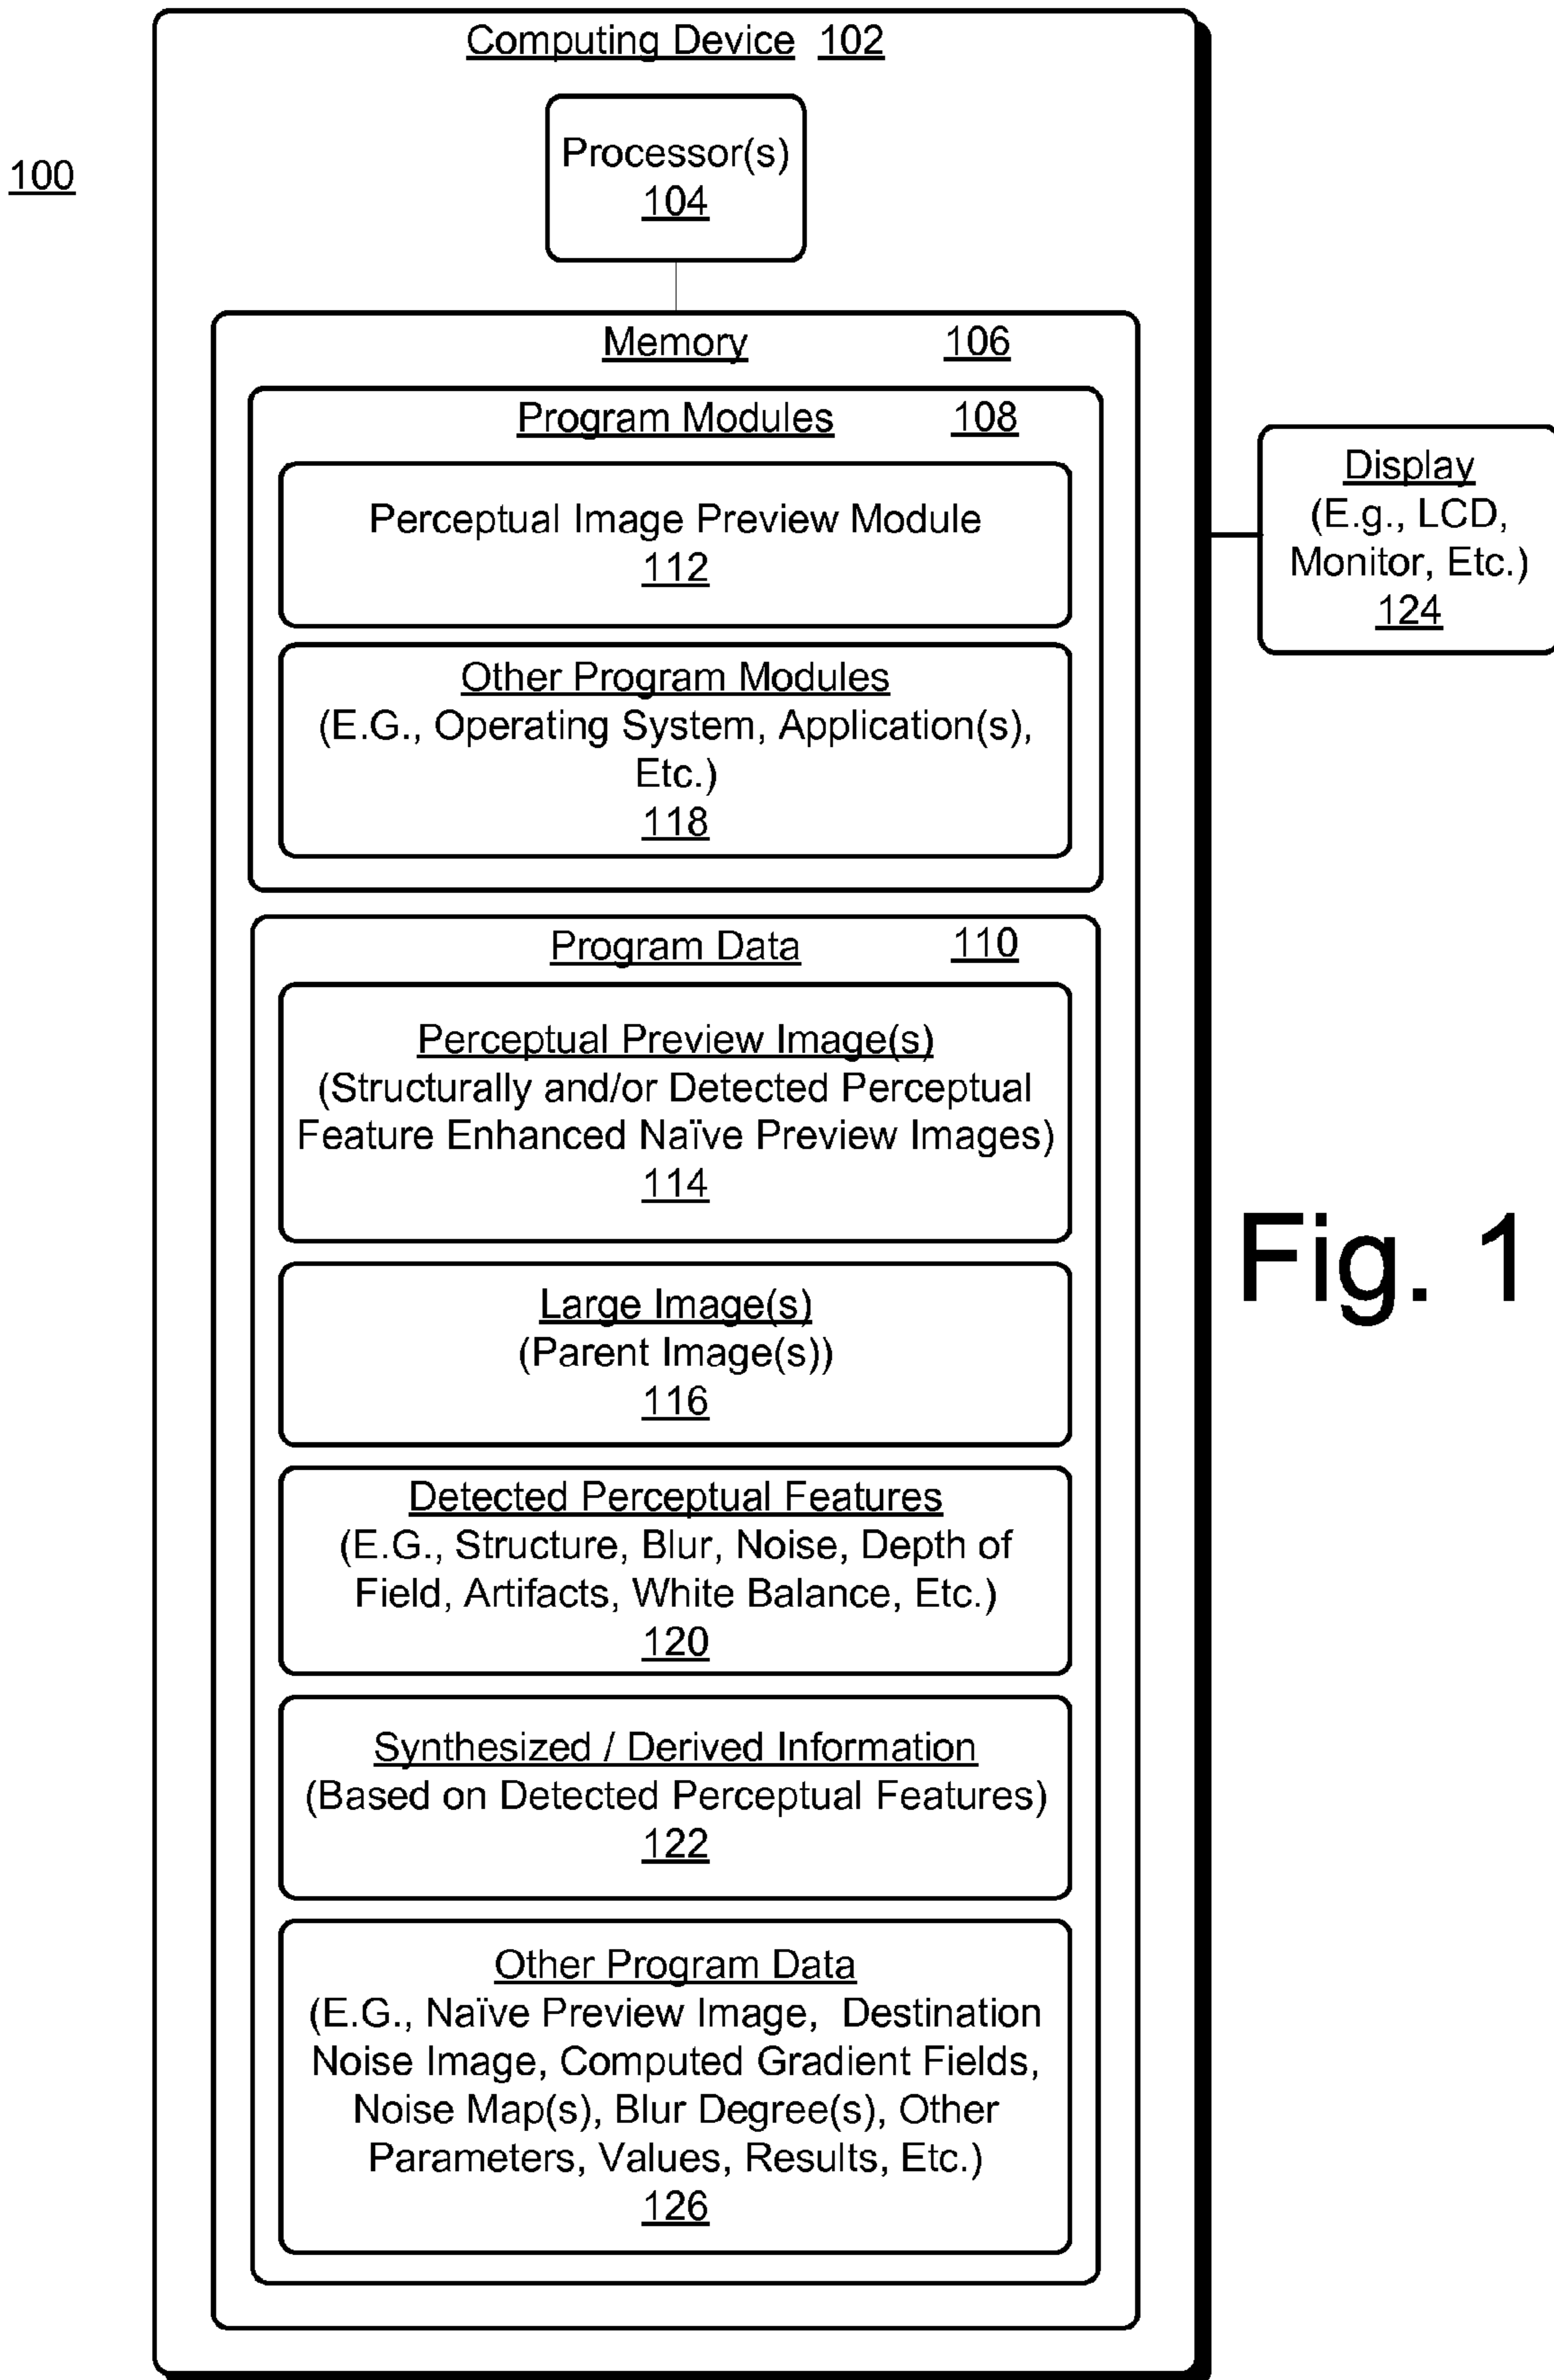 Computing Device 102
100
Processor(s)
104
Memory 106
Program Modules 108
Perceptual Image Preview Module
112
Other Program Modules
(E.G., Operating System, Application(s),
Etc.)
118
Display
(E.g., LCD,
Monitor, Etc.)
124
Program Data 110
Perceptual Preview Image(s)
(Structurally and/or Detected Perceptual
Feature Enhanced Naïve Preview Images)
114
Large Image(s)
(Parent Image(s))
116
Detected Perceptual Features
(E.G., Structure, Blur, Noise, Depth of
Field, Artifacts, White Balance, Etc.)
120
Synthesized / Derived Information
(Based on Detected Perceptual Features)
122
Other Program Data
(E.G., Naïve Preview Image, Destination
Noise Image, Computed Gradient Fields,
Noise Map(s), Blur Degree(s), Other
Parameters, Values, Results, Etc.)
126
Fig. 1